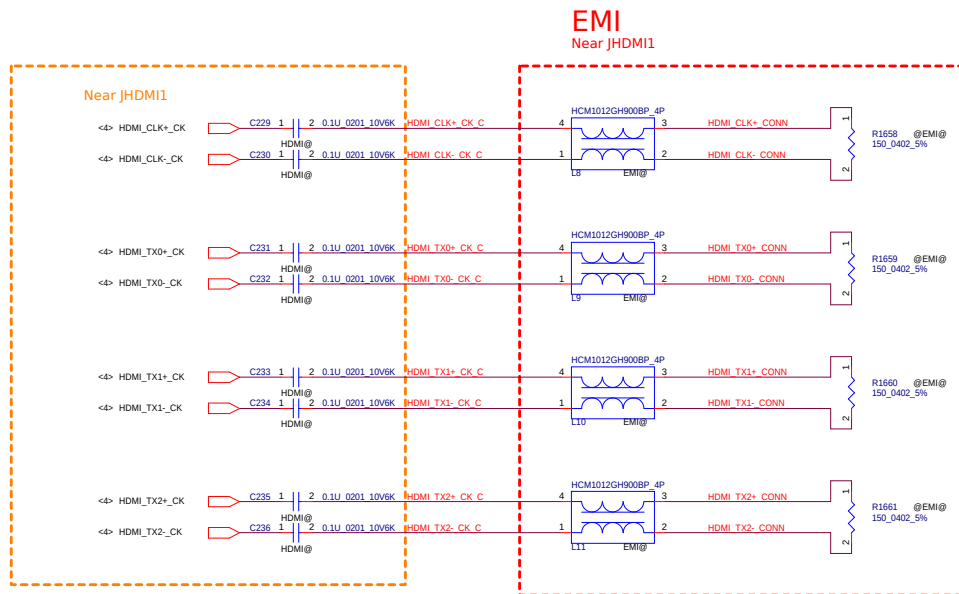 EMI
Near JHDMI1
Near JHDMI1
HCM1012GH900BP_4P
<4> HDMI_CLK+_CK C229 1 2 0.1U_0201_10V6K HDMI_CLK+_CK_C 4 3 HDMI_CLK+_CONN 1
HDMI@ R1658 @EMI@
150_0402_5%
<4> HDMI_CLK-_CK C230 1 2 0.1U_0201_10V6K HDMI_CLK-_CK_C 1 2 HDMI_CLK-_CONN 2
HDMI@ L8 EMI@
HCM1012GH900BP_4P
<4> HDMI_TX0+_CK C231 1 2 0.1U_0201_10V6K HDMI_TX0+_CK_C 4 3 HDMI_TX0+_CONN 1
HDMI@ R1659 @EMI@
150_0402_5%
<4> HDMI_TX0-_CK C232 1 2 0.1U_0201_10V6K HDMI_TX0-_CK_C 1 2 HDMI_TX0-_CONN 2
HDMI@ L9 EMI@
HCM1012GH900BP_4P
<4> HDMI_TX1+_CK C233 1 2 0.1U_0201_10V6K HDMI_TX1+_CK_C 4 3 HDMI_TX1+_CONN 1
HDMI@ R1660 @EMI@
150_0402_5%
<4> HDMI_TX1-_CK C234 1 2 0.1U_0201_10V6K HDMI_TX1-_CK_C 1 2 HDMI_TX1-_CONN 2
HDMI@ L10 EMI@
HCM1012GH900BP_4P
<4> HDMI_TX2+_CK C235 1 2 0.1U_0201_10V6K HDMI_TX2+_CK_C 4 3 HDMI_TX2+_CONN 1
HDMI@ R1661 @EMI@
150_0402_5%
<4> HDMI_TX2-_CK C236 1 2 0.1U_0201_10V6K HDMI_TX2-_CK_C 1 2 HDMI_TX2-_CONN 2
HDMI@ L11 EMI@